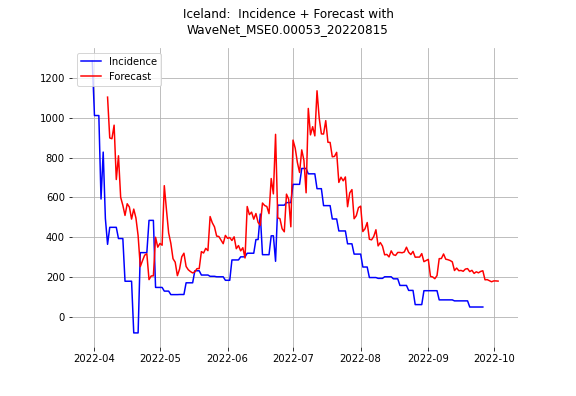 Iceland:  Incidence + Forecast with
WaveNet_MSE0.00053_20220815
Incidence
Forecast
1200
1000
800
600
400
200
0
2022-04 2022-05 2022-06 2022-07 2022-08 2022-09 2022-10